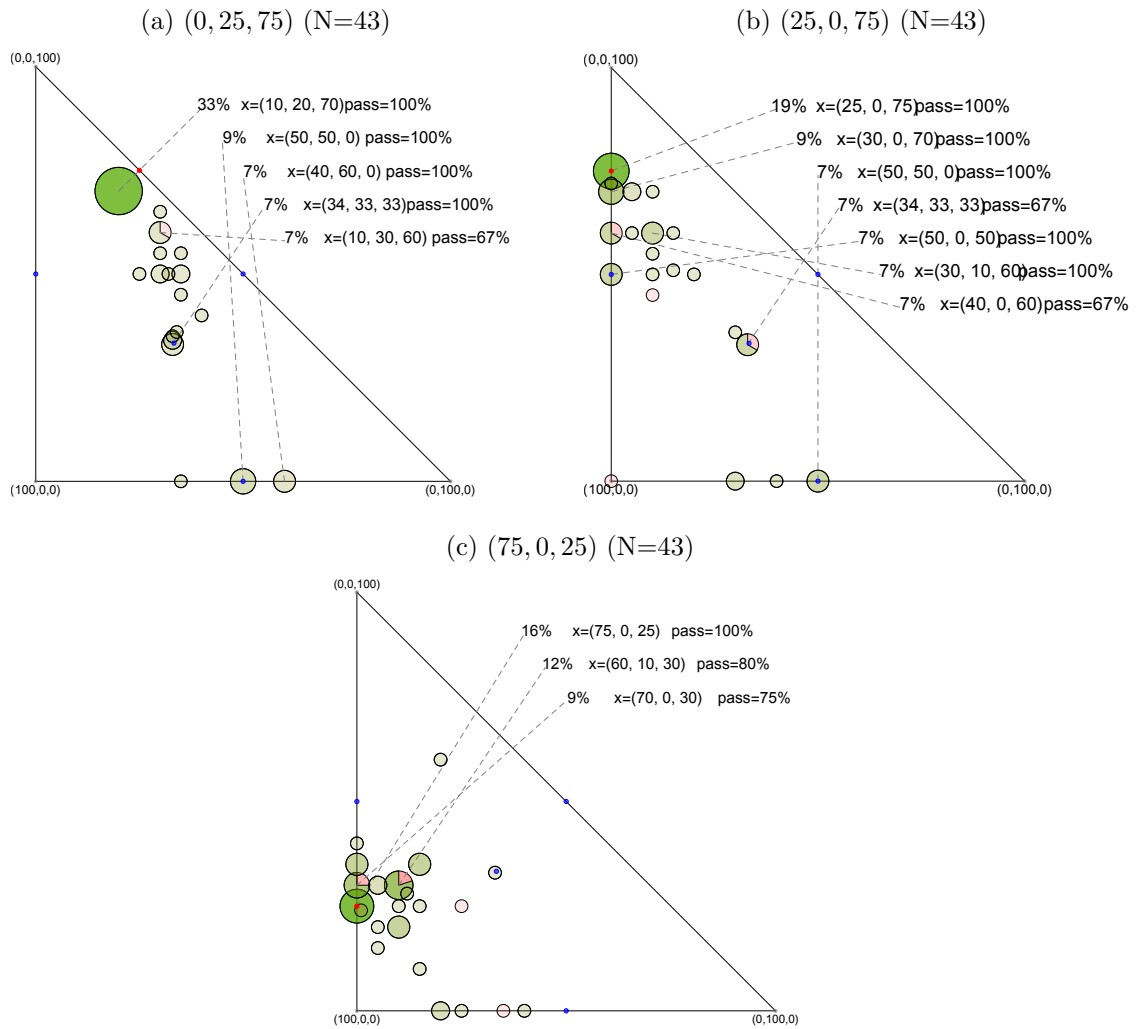 (a) (0, 25, 75) (N=43)
(0,0,100)
33% x=(10, 20, 70)pass=100%
9% x=(50, 50, 0) pass=100%
7% x=(40, 60, 0) pass=100%
7% x=(34, 33, 33)pass=100%
7% x=(10, 30, 60) pass=67%
(100,0,0)
(0,100,0)
(b) (25, 0, 75) (N=43)
(0,0,100)
19% x=(25, 0, 75)pass=100%
9% x=(30, 0, 70)pass=100%
7% x=(50, 50, 0)pass=100%
7% x=(34, 33, 33)pass=67%
7% x=(50, 0, 50)pass=100%
7% x=(30, 10, 60)pass=100%
7% x=(40, 0, 60)pass=67%
(100,0,0)
(0,100,0)
(c) (75, 0, 25) (N=43)
(0,0,100)
16% x=(75, 0, 25) pass=100%
12% x=(60, 10, 30) pass=80%
9% x=(70, 0, 30) pass=75%
(100,0,0)
(0,100,0)